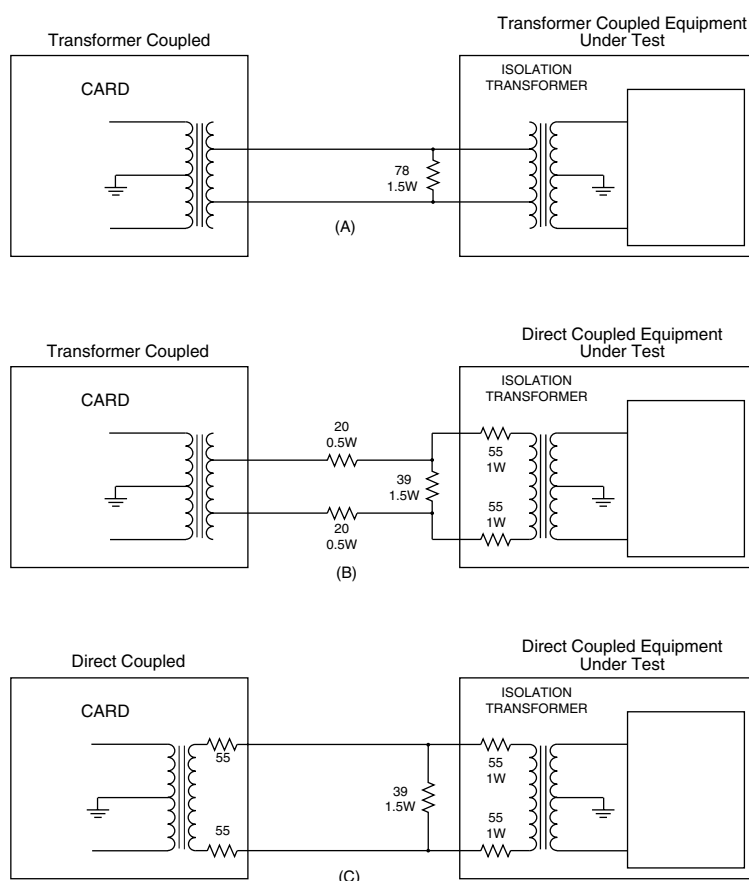 Transformer Coupled
Transformer Coupled Equipment
Under Test
CARD
ISOLATION
TRANSFORMER
78
1.5W
(A)
Transformer Coupled
Direct Coupled Equipment
Under Test
CARD
ISOLATION
TRANSFORMER
20
0.5W
39
1.5W
20
0.5W
55
1W
55
1W
(B)
Direct Coupled
Direct Coupled Equipment
Under Test
CARD
ISOLATION
TRANSFORMER
55
55
39
1.5W
55
1W
55
1W
(C)